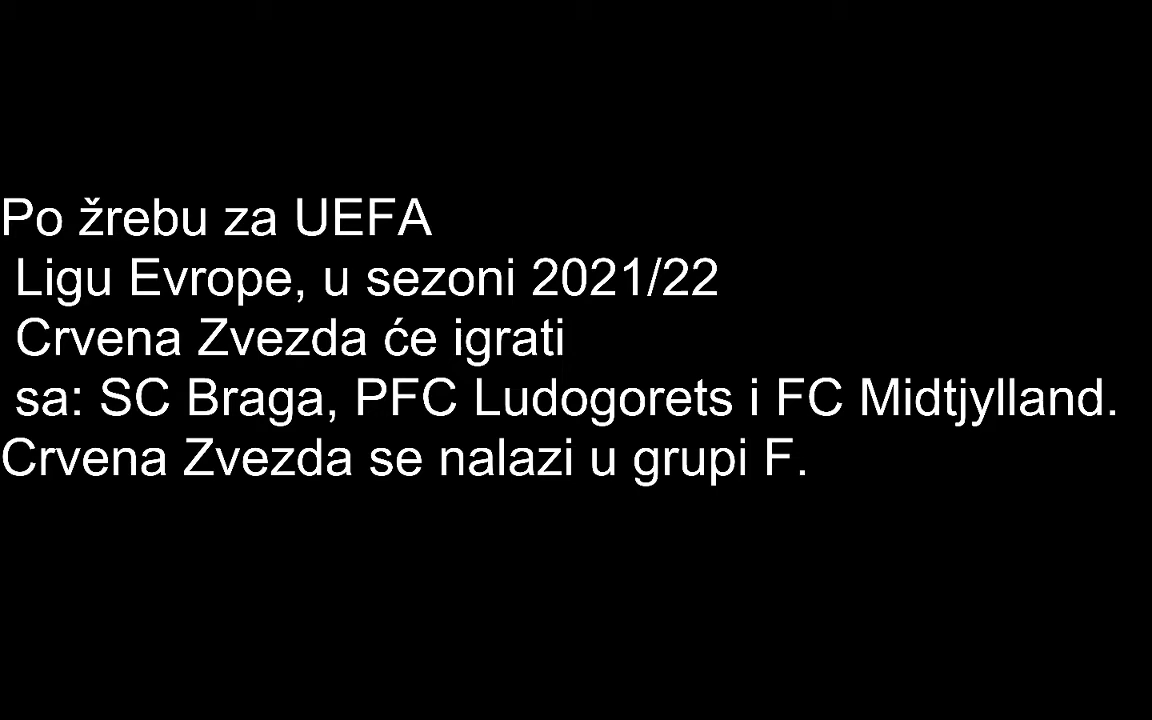 Po žrebu za UEFA
Ligu Evrope, u sezoni 2021/22
Crvena Zvezda će igrati
sa: SC Braga, PFC Ludogorets i FC Midtjylland.
Crvena Zvezda se nalazi u grupi F.